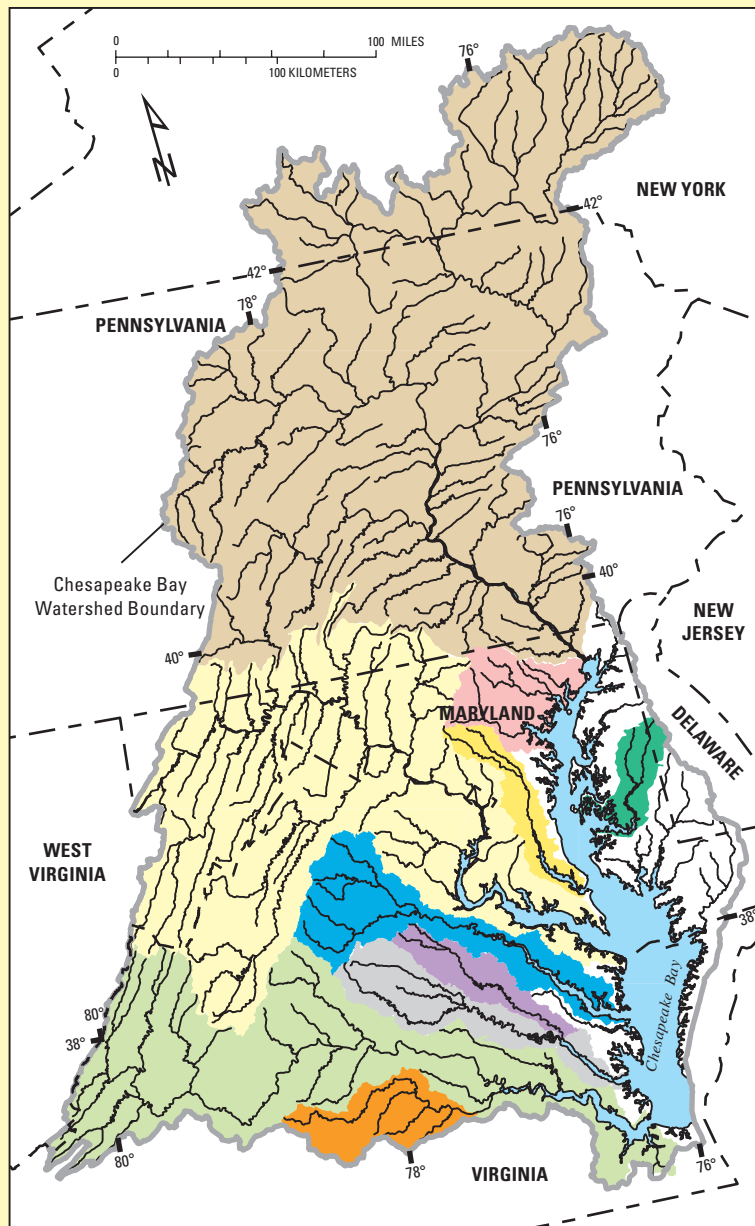 0 100 MILES
0 100 KILOMETERS
76°
N
NEW YORK
42°
42°
78°
PENNSYLVANIA
76°
PENNSYLVANIA
76°
40°
Chesapeake Bay
Watershed Boundary
NEW
JERSEY
40°
MARYLAND
DELAWARE
WEST
VIRGINIA
38°
80°
38°
Chesapeake Bay
80°
78°
VIRGINIA
76°